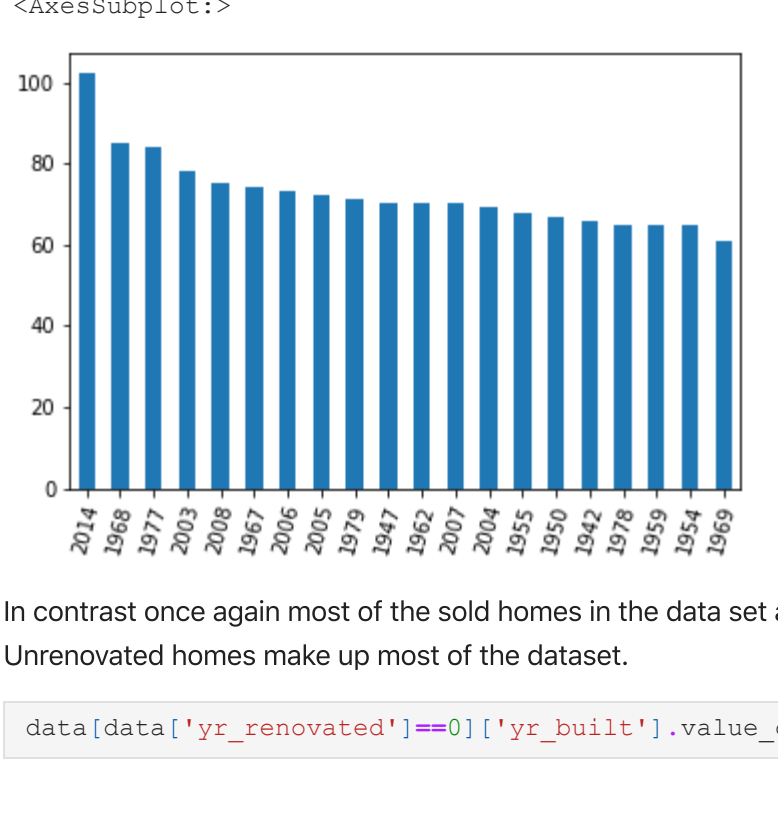 <AxesSubplot:>
100
80
60
40
20
0
2014 1968 1977 2003 2008 1967 2006 2005 1979 1947 1962 2007 2004 1955 1950 1942 1978 1959 1954 1969
In contrast once again most of the sold homes in the data set
Unrenovated homes make up most of the dataset.
data[data['yr_renovated']==0]['yr_built'].value_